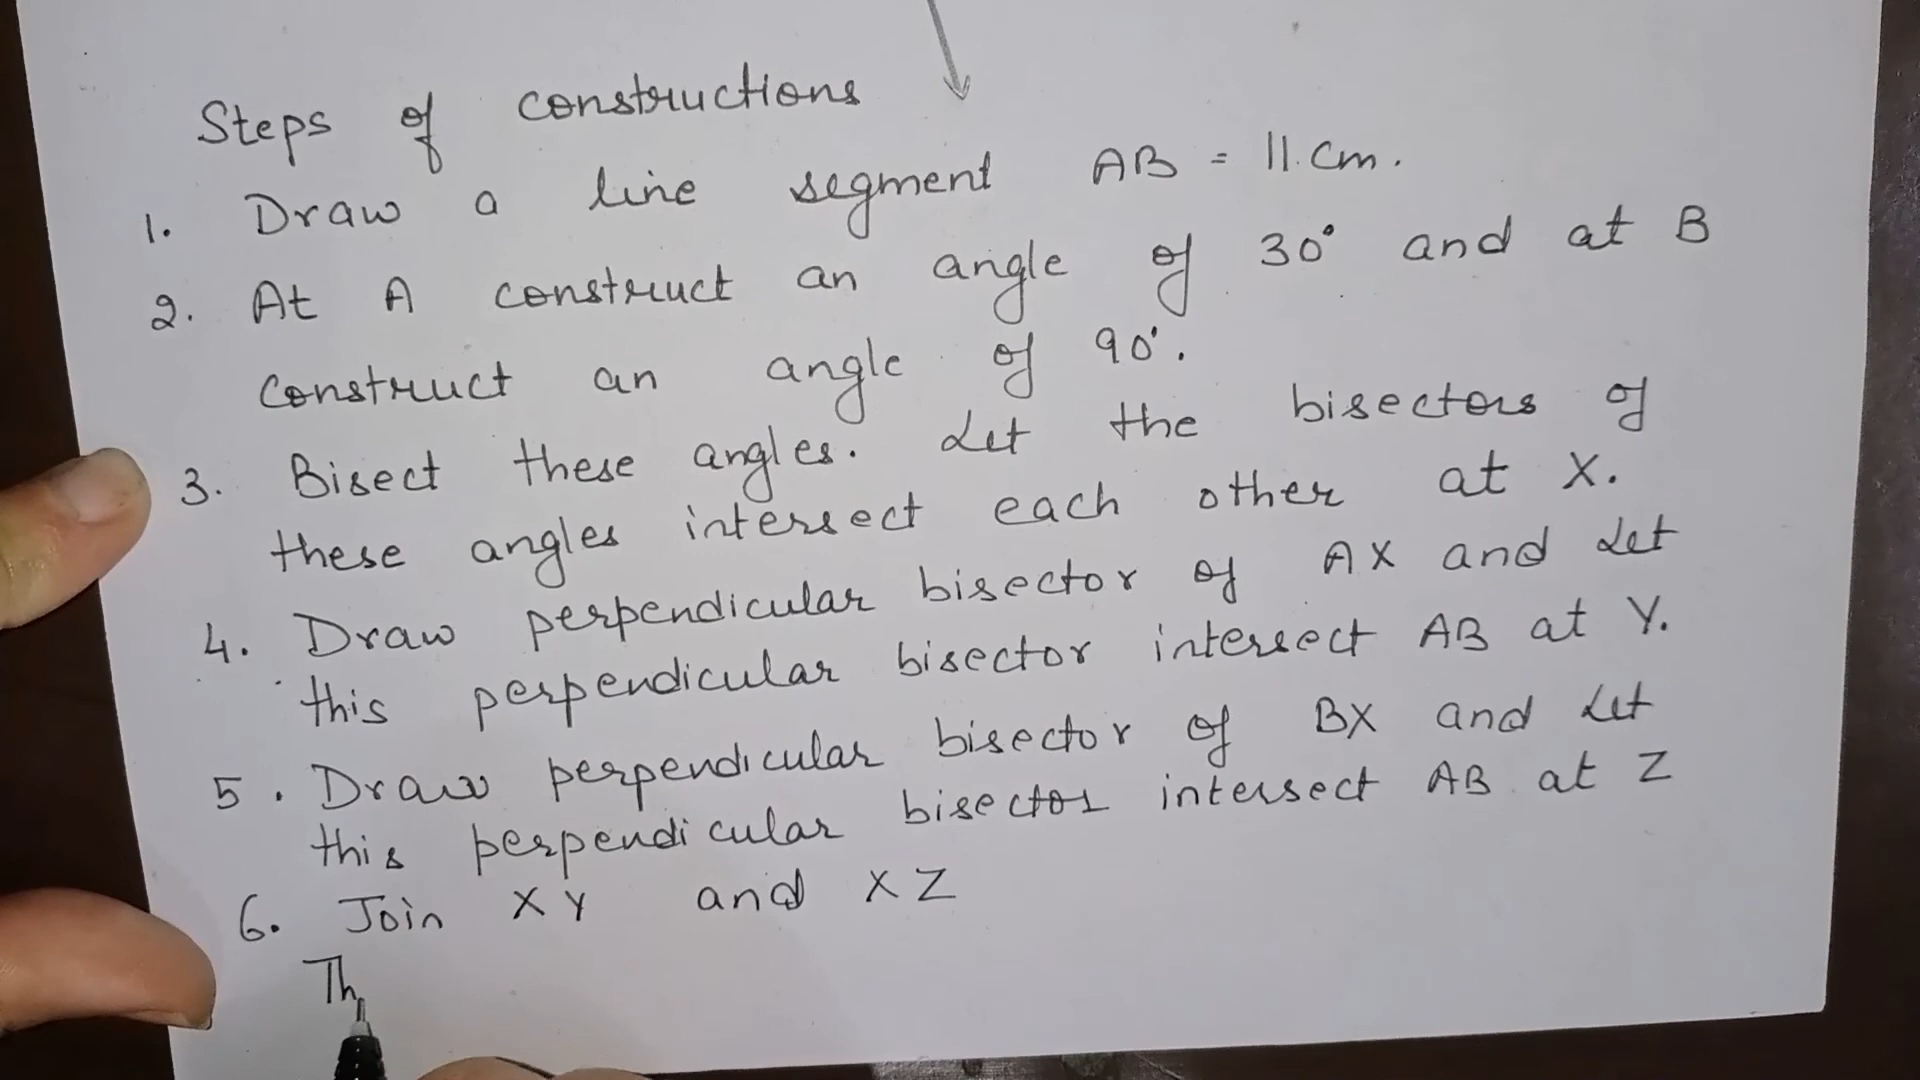 Steps of constructions
1. Draw a line segment AB = 11 cm.
2. At A construct an angle of 30° and at B
construct an angle of 90°.
3. Bisect these angles. Let the bisectors of
these angles intersect each other at X.
4. Draw perpendicular bisector of AX and Let
this perpendicular bisector intersect AB at Y.
5. Draw perpendicular bisector of BX and Let
this perpendicular bisector intersect AB at Z
6. Join XY and XZ
Th